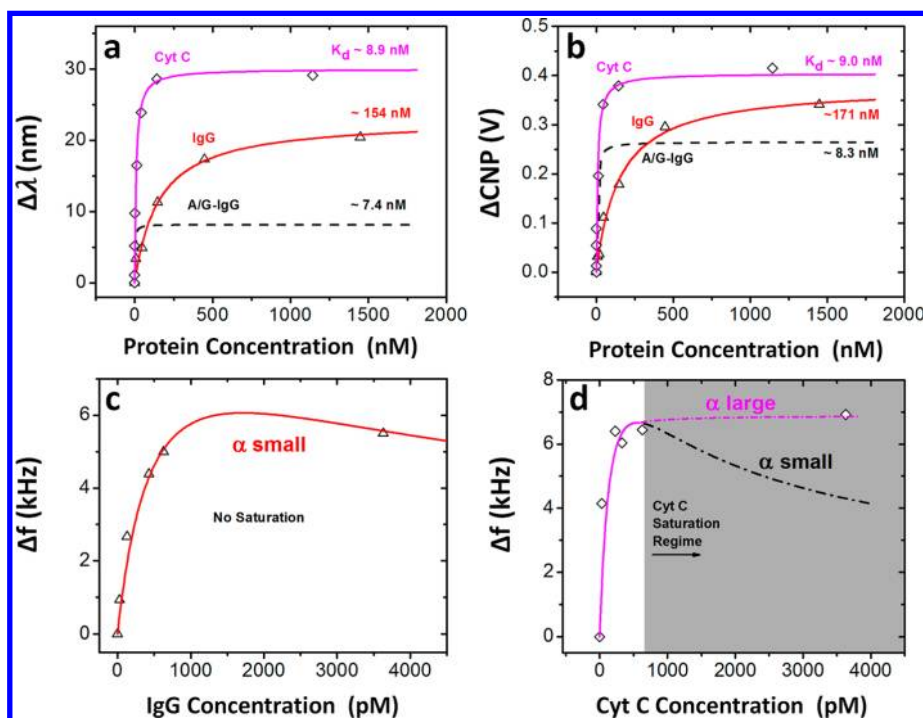 a
Cyt C
K_d ~ 8.9 nM
~ 154 nM
IgG
A/G-IgG
~ 7.4 nM
30
20
10
0
Δλ (nm)
0 500 1000 1500 2000
Protein Concentration (nM)
b
Cyt C
K_d ~ 9.0 nM
IgG
~171 nM
A/G-IgG
~ 8.3 nM
0.5
0.4
0.3
0.2
0.1
0.0
ΔCNP (V)
0 500 1000 1500 2000
Protein Concentration (nM)
c
α small
No Saturation
8
6
4
2
0
Δf (kHz)
0 1000 2000 3000 4000
IgG Concentration (pM)
d
α large
α small
Cyt C
Saturation
Regime
8
6
4
2
0
Δf (kHz)
0 1000 2000 3000 4000
Cyt C Concentration (pM)